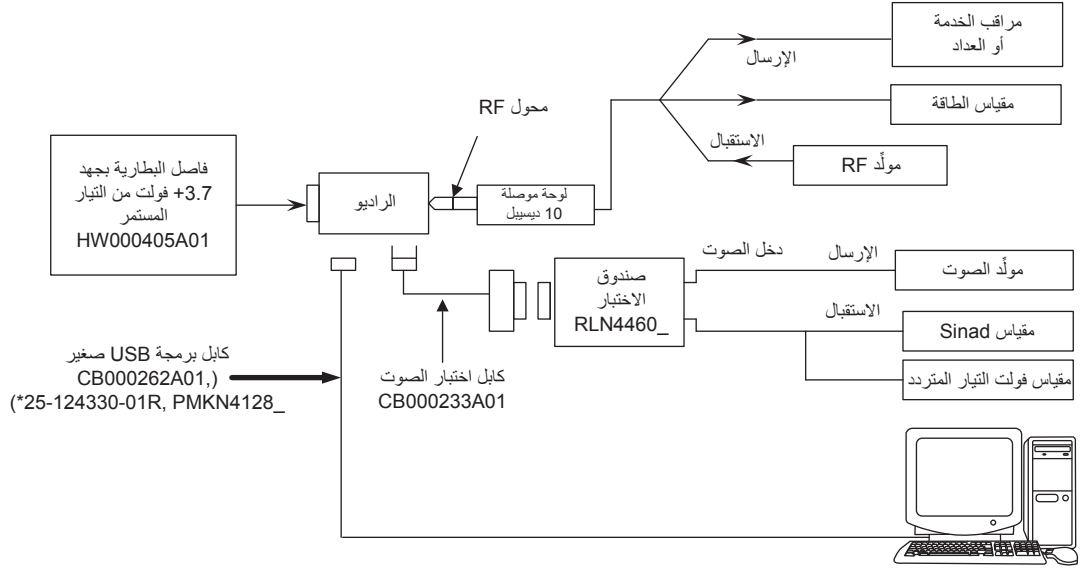 مراقب الخدمة
أو العداد
الإرسال
مقياس الطاقة
محول RF
الاستقبال
مولِّد RF
فاصل البطارية بجهد
+3.7 فولت من التيار
المستمر
HW000405A01
الراديو
لوحة موصلة
10 ديسيبل
صندوق
الاختبار
RLN4460_
دخل الصوت
الإرسال
مولِّد الصوت
الاستقبال
مقياس Sinad
مقياس فولت التيار المتردد
كابل اختبار الصوت
CB000233A01
كابل برمجة USB صغير
CB000262A01,)
(*25-124330-01R, PMKN4128_